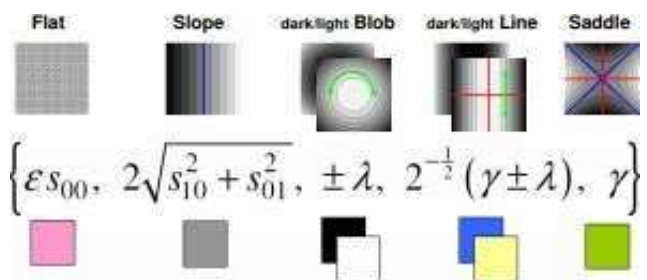 Flat Slope dark/light Blob dark/light Line Saddle
{εs₀₀, 2√(s₁₀² + s₀₁²), ±λ, 2^(-1/2) (γ ± λ), γ}